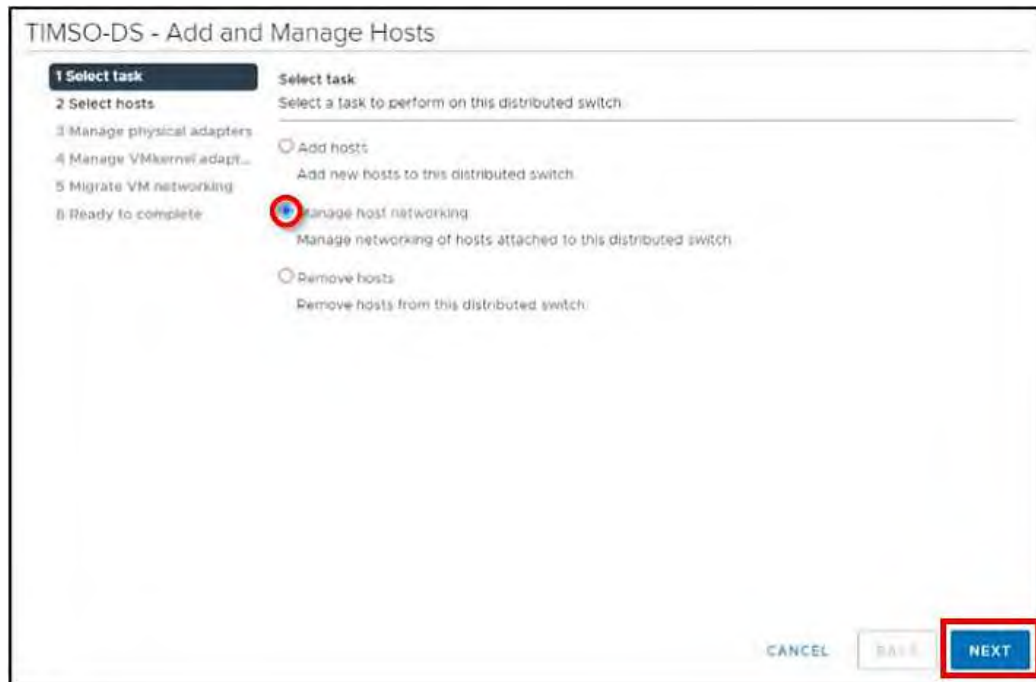 TIMSO-DS - Add and Manage Hosts
1 Select task
2 Select hosts
3 Manage physical adapters
4 Manage VMkernel adapt...
5 Migrate VM networking
6 Ready to complete
Select task
Select a task to perform on this distributed switch.
Add hosts
Add new hosts to this distributed switch.
Manage host networking
Manage networking of hosts attached to this distributed switch.
Remove hosts
Remove hosts from this distributed switch.
CANCEL
BACK
NEXT